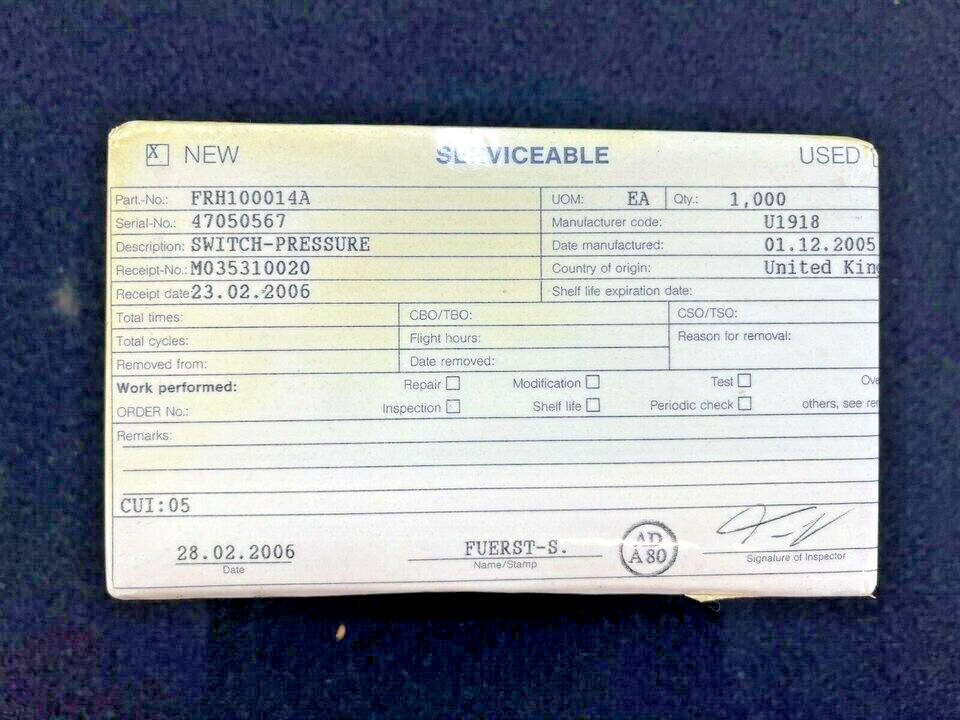 X NEW SERVICEABLE USED
Part.-No.: FRH100014A UOM: EA Qty.: 1,000
Serial-No.: 47050567 Manufacturer code: U1918
Description: SWITCH-PRESSURE Date manufactured: 01.12.2005
Receipt-No.: M035310020 Country of origin: United Kin
Receipt date 23.02.2006 Shelf life expiration date:
Total times: CBO/TBO: CSO/TSO:
Total cycles: Flight hours: Reason for removal:
Removed from: Date removed:
Work performed: Repair Modification Test Ove
ORDER No.: Inspection Shelf life Periodic check others, see re
Remarks:
CUI:05
28.02.2006 FUERST-S. AD A80
Date Name/Stamp Signature of Inspector